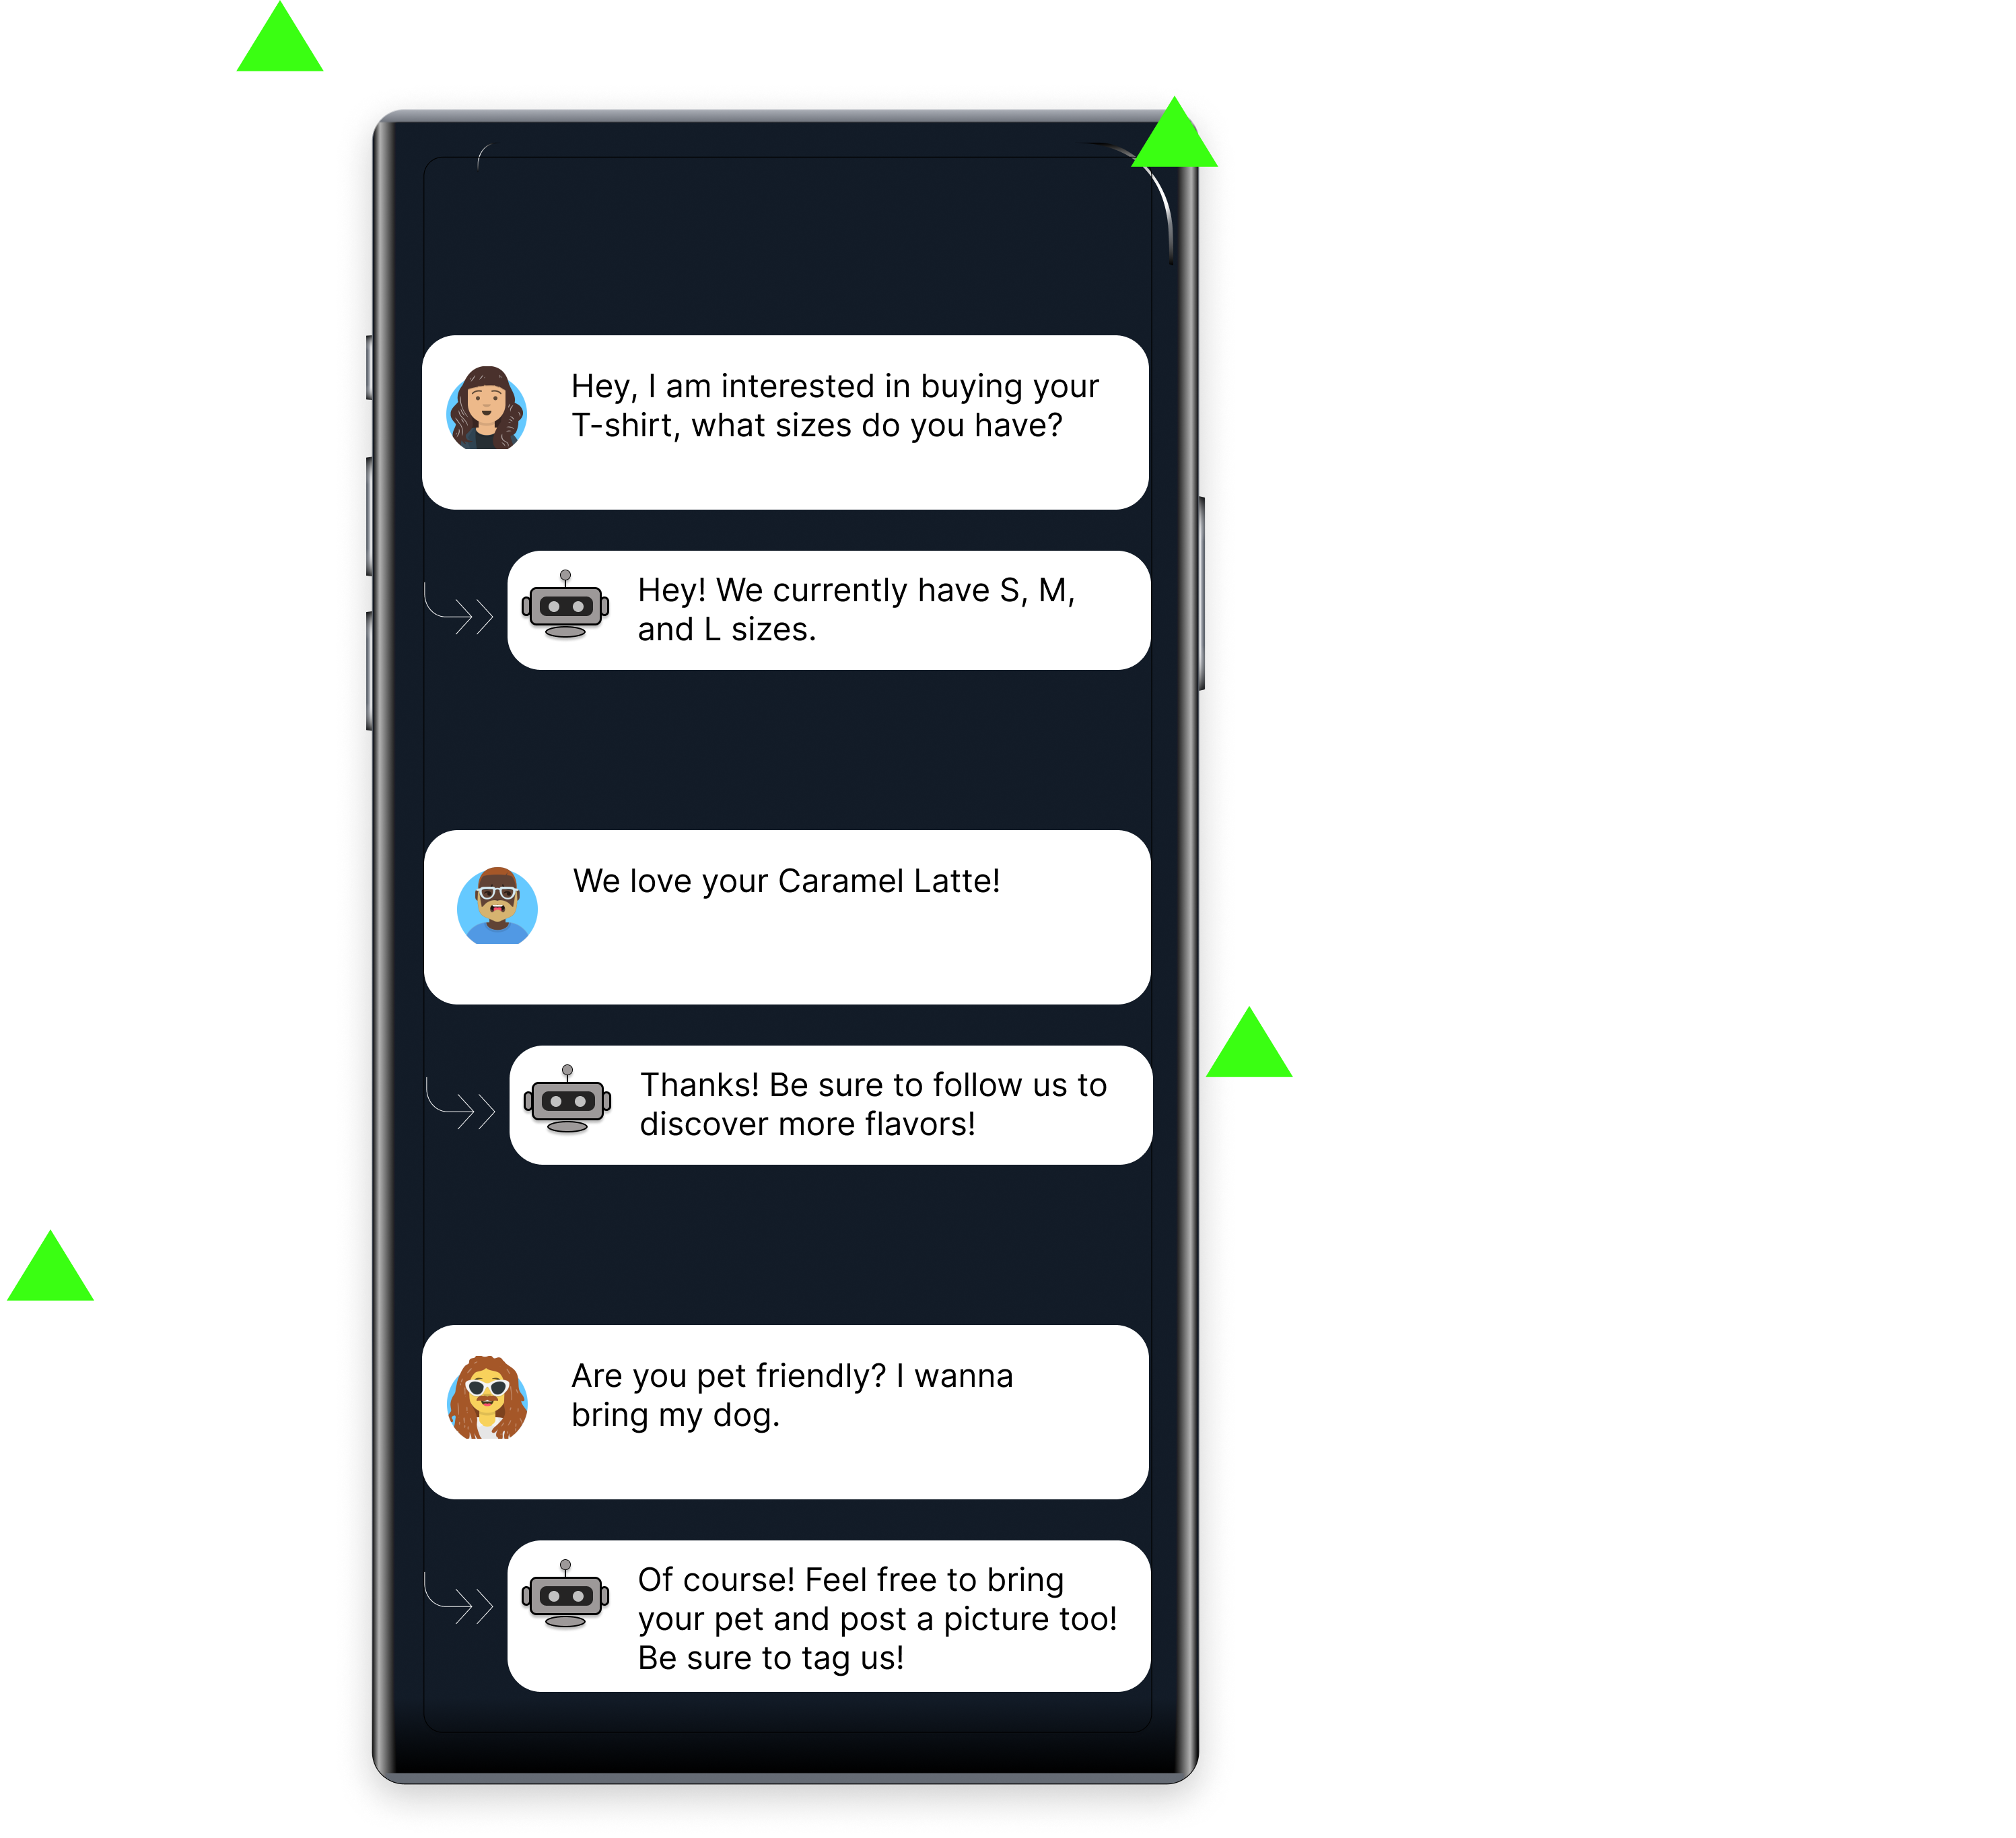 Hey, I am interested in buying your
T-shirt, what sizes do you have?
Hey! We currently have S, M,
and L sizes.
We love your Caramel Latte!
Thanks! Be sure to follow us to
discover more flavors!
Are you pet friendly? I wanna
bring my dog.
Of course! Feel free to bring
your pet and post a picture too!
Be sure to tag us!